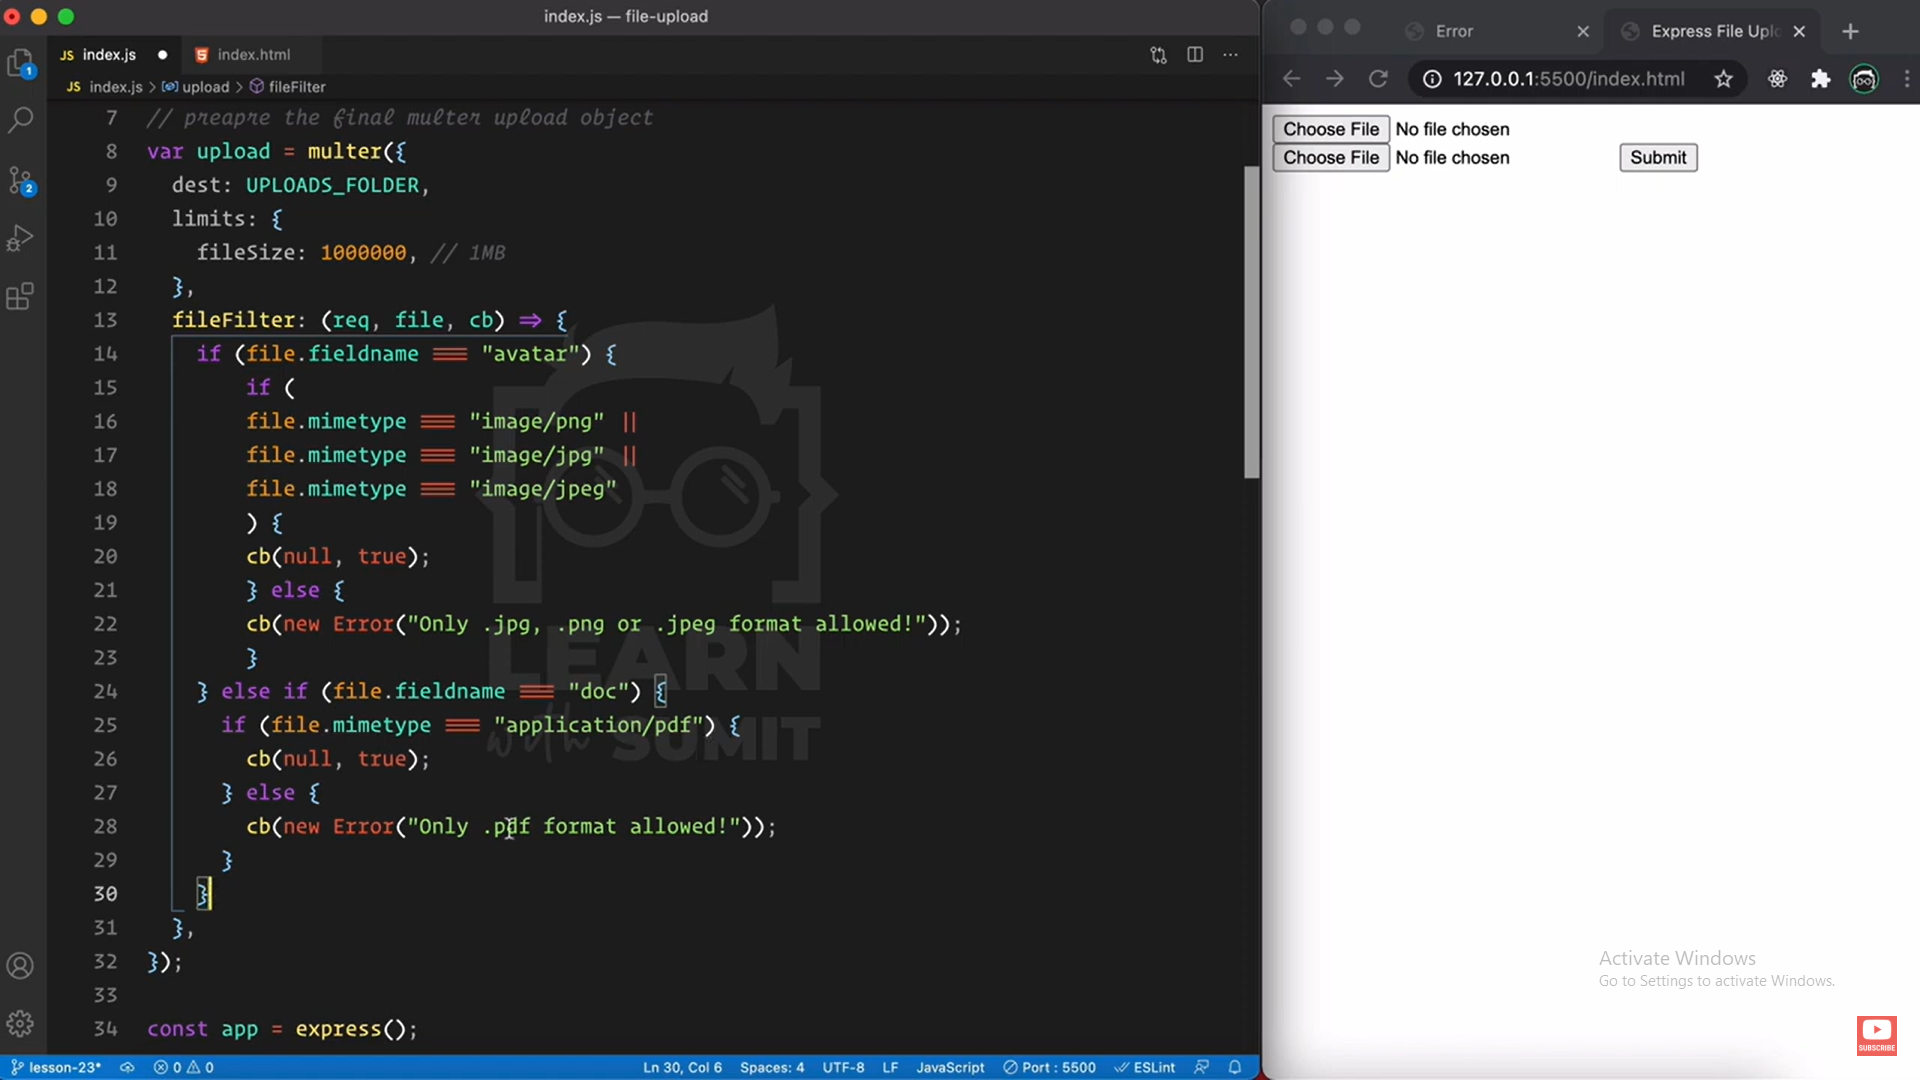 index.js — file-upload
JS index.js ● index.html
JS index.js > upload > fileFilter
7 // preapre the final multer upload object
8 var upload = multer({
9 dest: UPLOADS_FOLDER,
10 limits: {
11 fileSize: 1000000, // 1MB
12 },
13 fileFilter: (req, file, cb) => {
14 if (file.fieldname === "avatar") {
15 if (
16 file.mimetype === "image/png" ||
17 file.mimetype === "image/jpg" ||
18 file.mimetype === "image/jpeg"
19 ) {
20 cb(null, true);
21 } else {
22 cb(new Error("Only .jpg, .png or .jpeg format allowed!"));
23 }
24 } else if (file.fieldname === "doc") {
25 if (file.mimetype === "application/pdf") {
26 cb(null, true);
27 } else {
28 cb(new Error("Only .pdf format allowed!"));
29 }
30 }
31 },
32 });
33
34 const app = express();
LEARN
with SUMIT
1
2
lesson-23* 0 0 Ln 30, Col 6 Spaces: 4 UTF-8 LF JavaScript Port : 5500 ESLint
Error Express File Uplo
127.0.0.1:5500/index.html
Choose File No file chosen
Choose File No file chosen Submit
Activate Windows
Go to Settings to activate Windows.
SUBSCRIBE